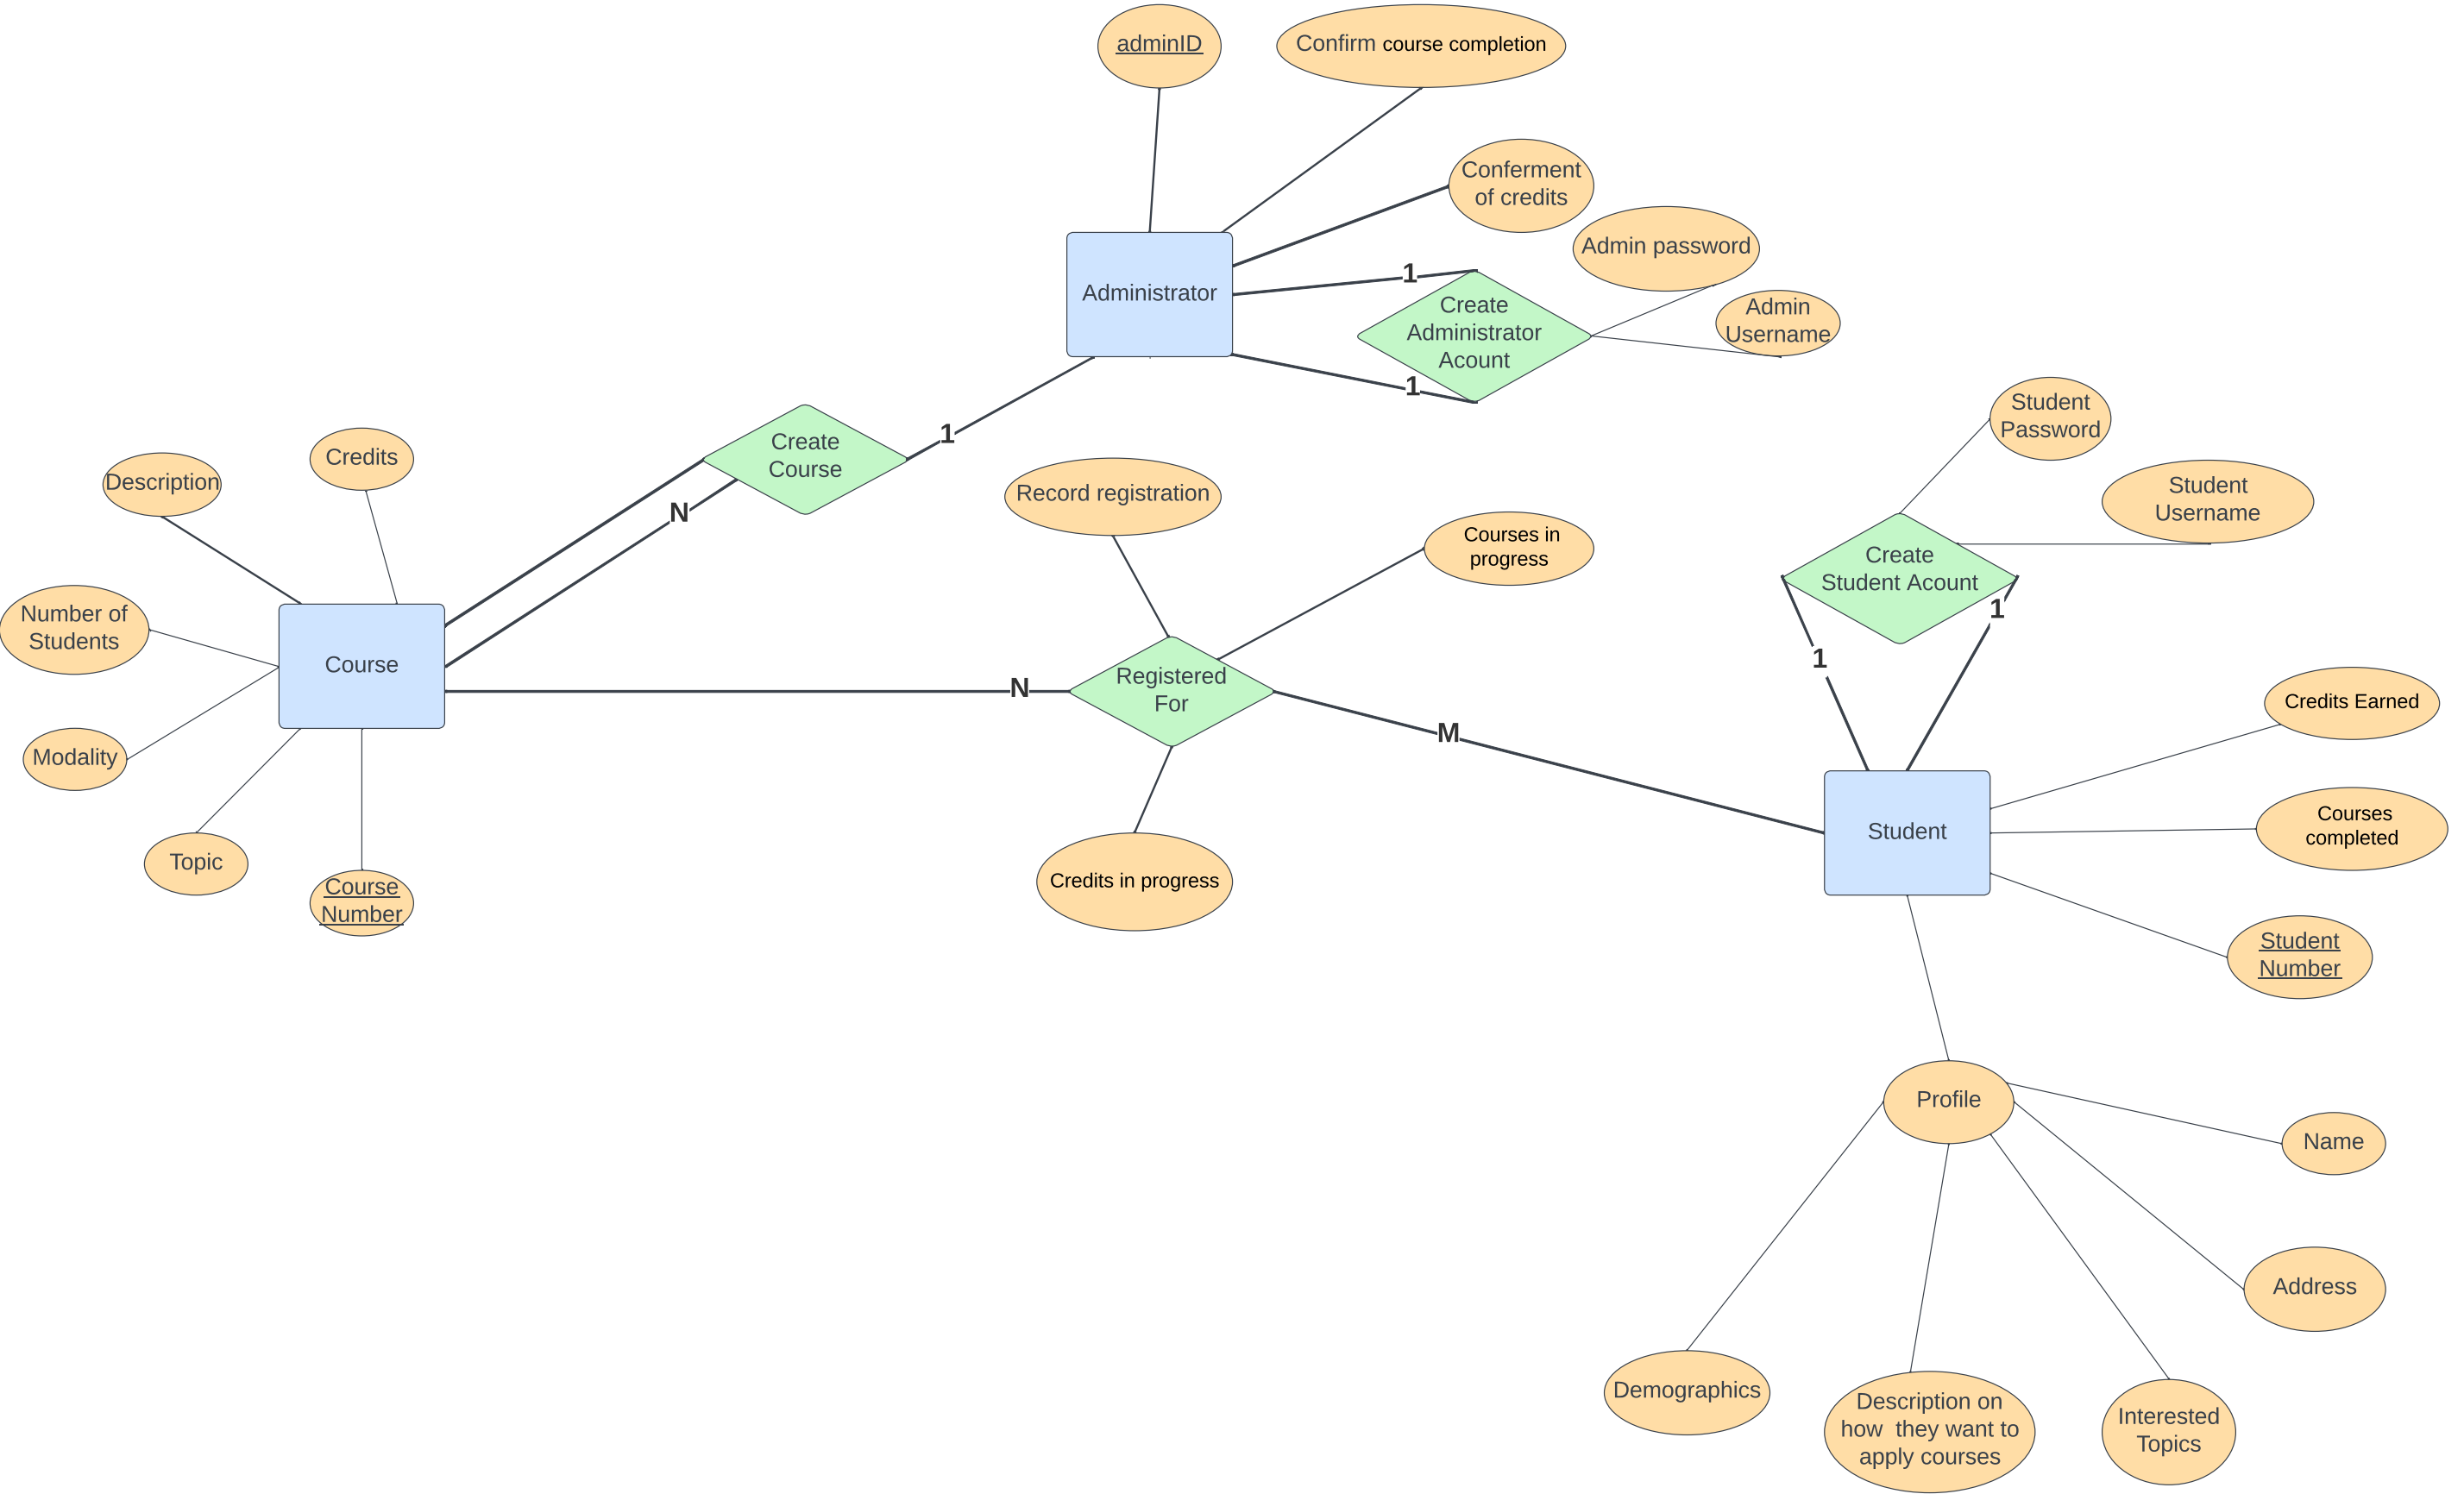 adminID
Confirm course completion
Conferment
of credits
Admin password
Administrator
1
Create
Administrator
Acount
Admin
Username
1
Student
Password
Create
Course
1
Credits
Description
N
Record registration
Student
Username
Courses in
progress
Create
Student Acount
1
Number of
Students
Course
1
Registered
For
N
M
Credits Earned
Modality
Student
Courses
completed
Topic
Course
Number
Credits in progress
Student
Number
Profile
Name
Address
Demographics
Description on
how  they want to
apply courses
Interested
Topics